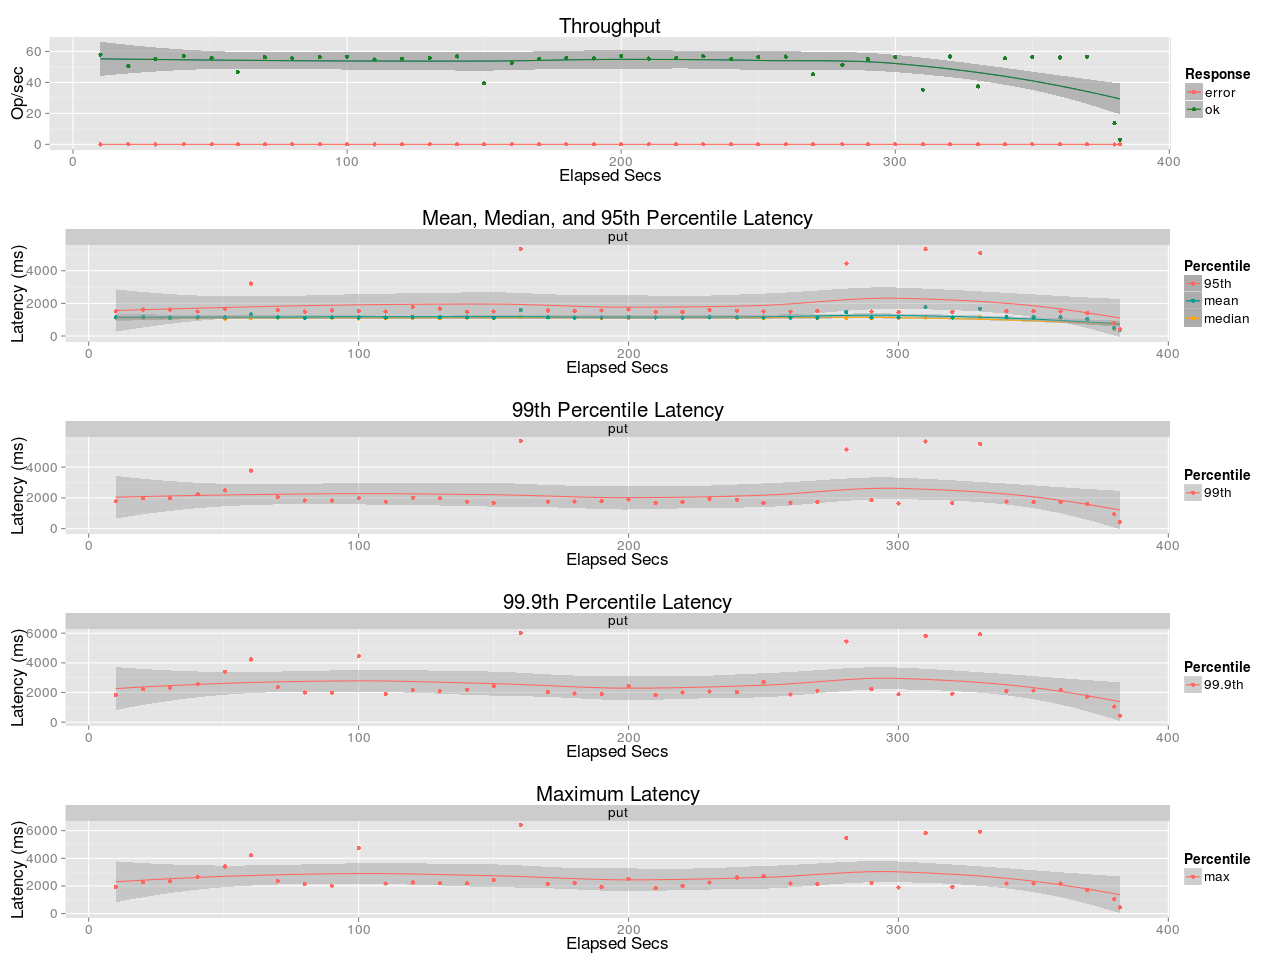 Throughput
60
40
20
0
Op/sec
0 100 200 300 400
Elapsed Secs
Response
error
ok
Mean, Median, and 95th Percentile Latency
put
4000
2000
0
Latency (ms)
0 100 200 300 400
Elapsed Secs
Percentile
95th
mean
median
99th Percentile Latency
put
4000
2000
0
Latency (ms)
0 100 200 300 400
Elapsed Secs
Percentile
99th
99.9th Percentile Latency
put
6000
4000
2000
0
Latency (ms)
0 100 200 300 400
Elapsed Secs
Percentile
99.9th
Maximum Latency
put
6000
4000
2000
0
Latency (ms)
0 100 200 300 400
Elapsed Secs
Percentile
max